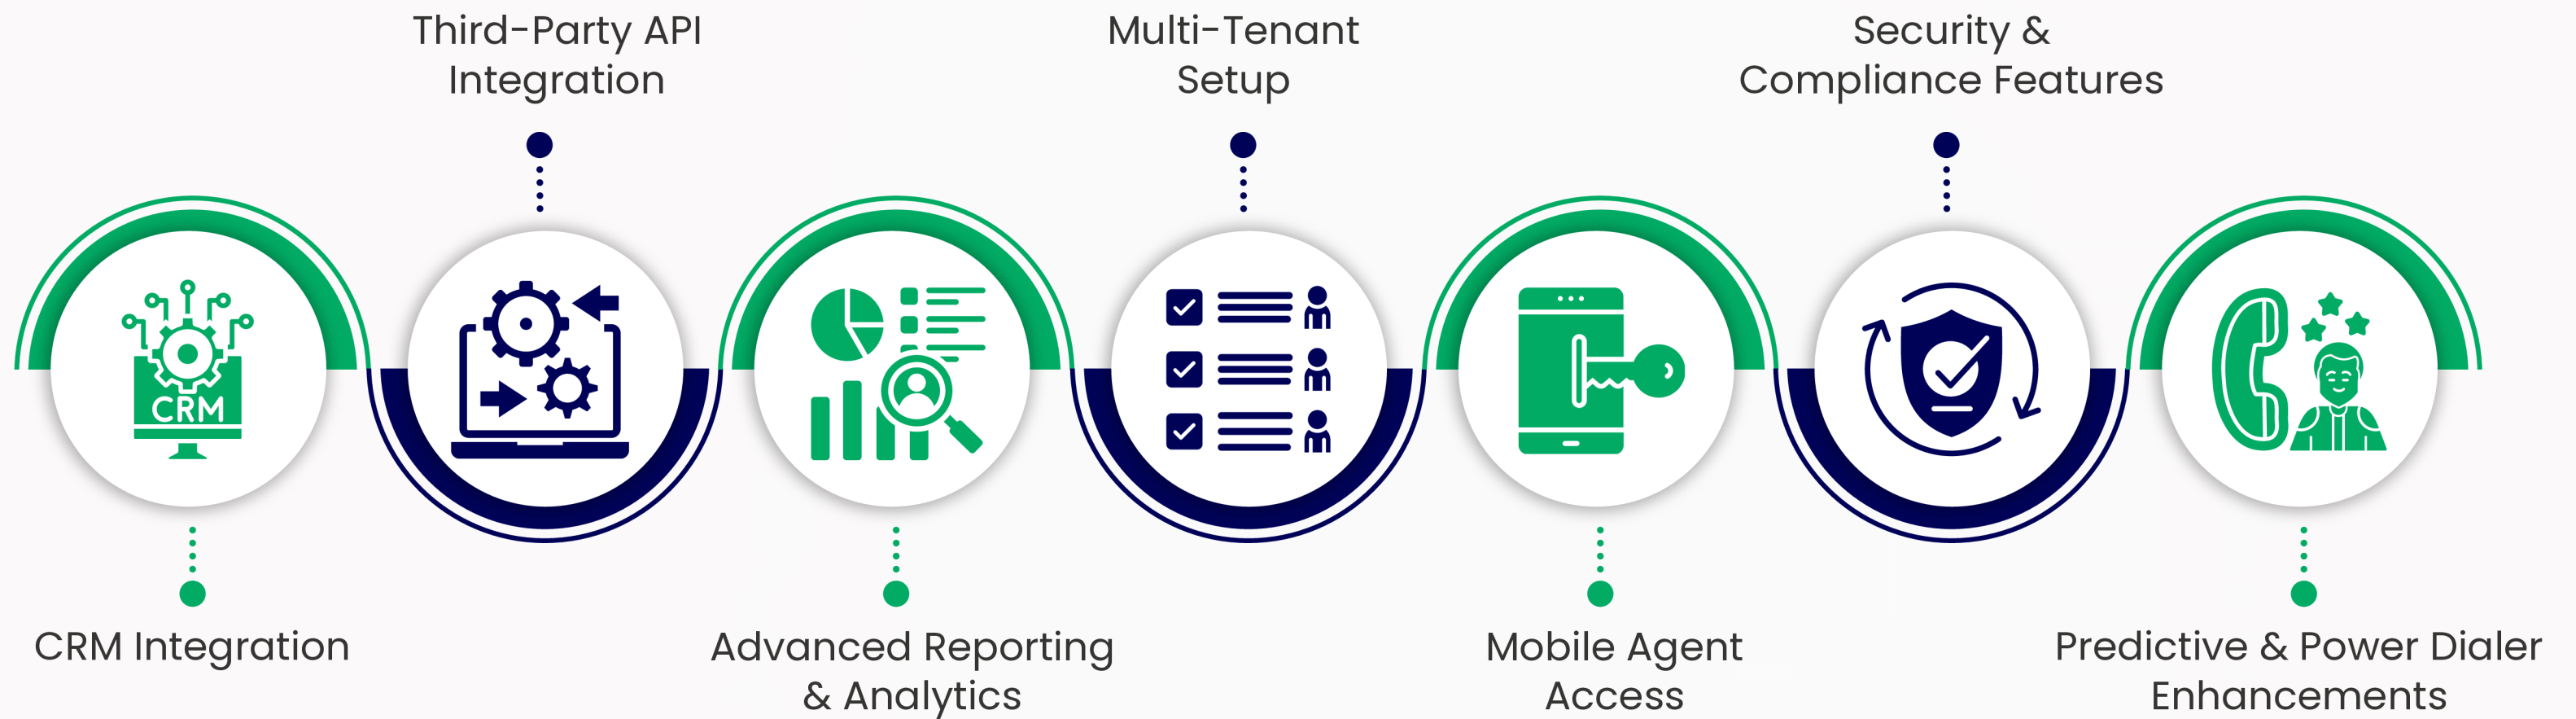 Third-Party API
Integration
Multi-Tenant
Setup
Security &
Compliance Features
CRM
CRM Integration
Advanced Reporting
& Analytics
Mobile Agent
Access
Predictive & Power Dialer
Enhancements